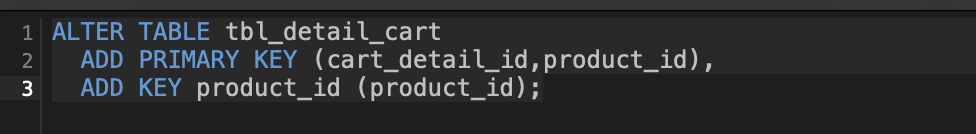 1 ALTER TABLE tbl_detail_cart
2 ADD PRIMARY KEY (cart_detail_id,product_id),
3 ADD KEY product_id (product_id);